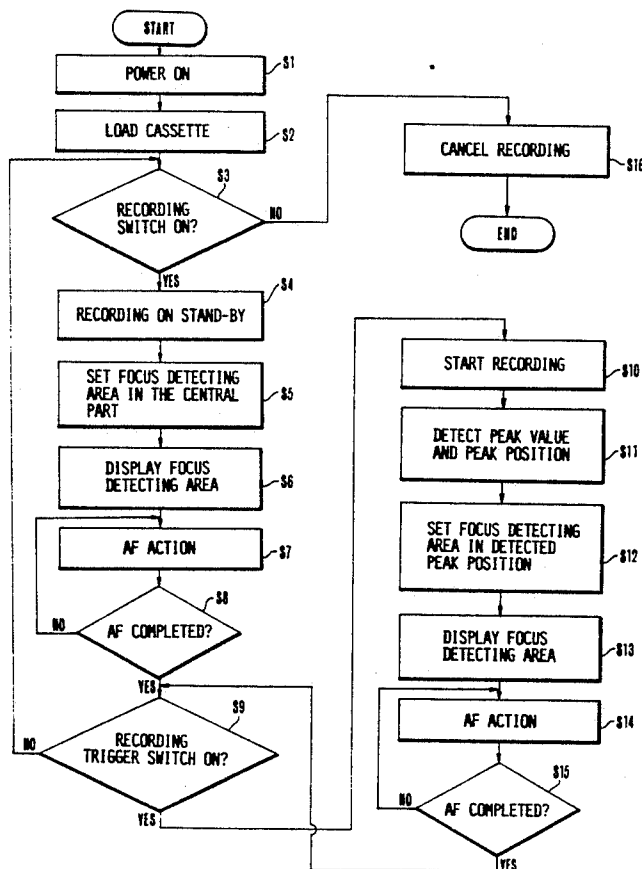 START
POWER ON
S1
LOAD CASSETTE
S2
S3
RECORDING
SWITCH ON?
NO
YES
S4
RECORDING ON STAND-BY
SET FOCUS DETECTING
AREA IN THE CENTRAL
PART
S5
DISPLAY FOCUS
DETECTING AREA
S6
AF ACTION
S7
S8
AF COMPLETED?
NO
YES
S9
RECORDING
TRIGGER SWITCH ON?
NO
YES
CANCEL RECORDING
S16
END
START RECORDING
S10
DETECT PEAK VALUE
AND PEAK POSITION
S11
SET FOCUS DETECTING
AREA IN DETECTED
PEAK POSITION
S12
DISPLAY FOCUS
DETECTING AREA
S13
AF ACTION
S14
S15
AF COMPLETED?
NO
YES